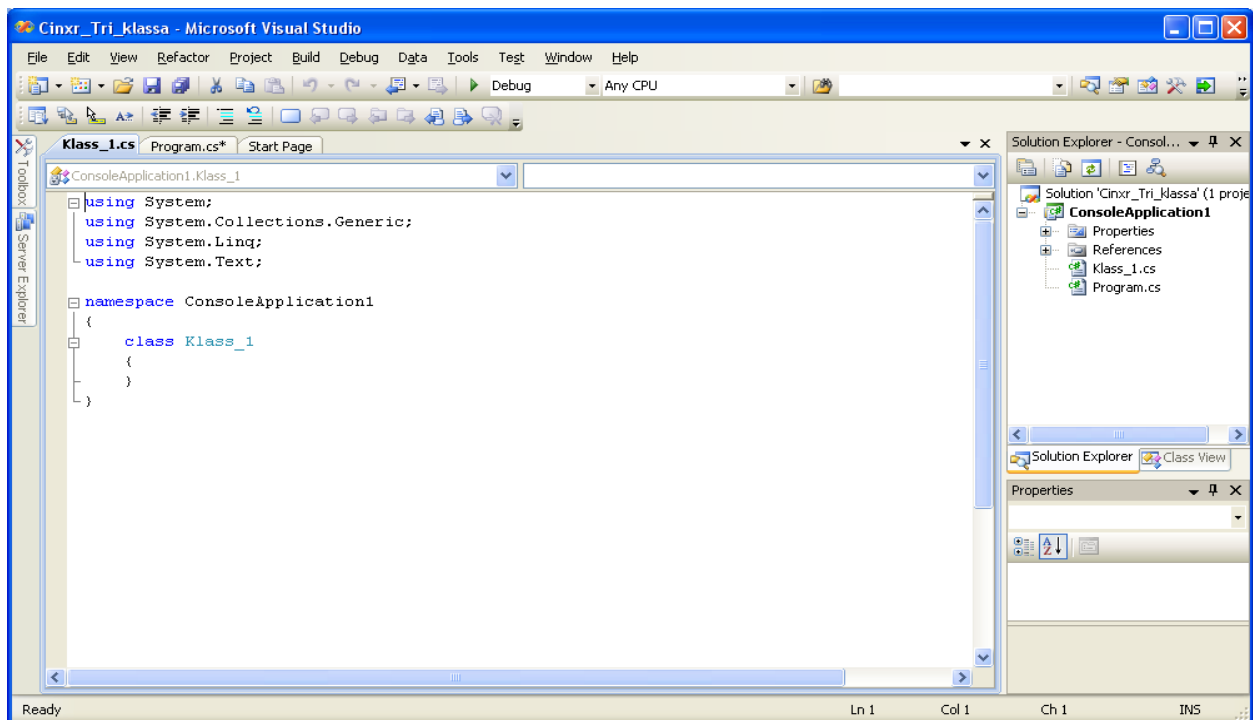 Cinxr_Tri_klassa - Microsoft Visual Studio
File Edit View Refactor Project Build Debug Data Tools Test Window Help
Debug Any CPU
Klass_1.cs Program.cs* Start Page
ConsoleApplication1.Klass_1
Toolbox
Server Explorer
using System;
using System.Collections.Generic;
using System.Linq;
using System.Text;
namespace ConsoleApplication1
{
class Klass_1
{
}
}
Solution Explorer - Consol...
Solution 'Cinxr_Tri_klassa' (1 proje
ConsoleApplication1
Properties
References
Klass_1.cs
Program.cs
Solution Explorer Class View
Properties
Ready Ln 1 Col 1 Ch 1 INS